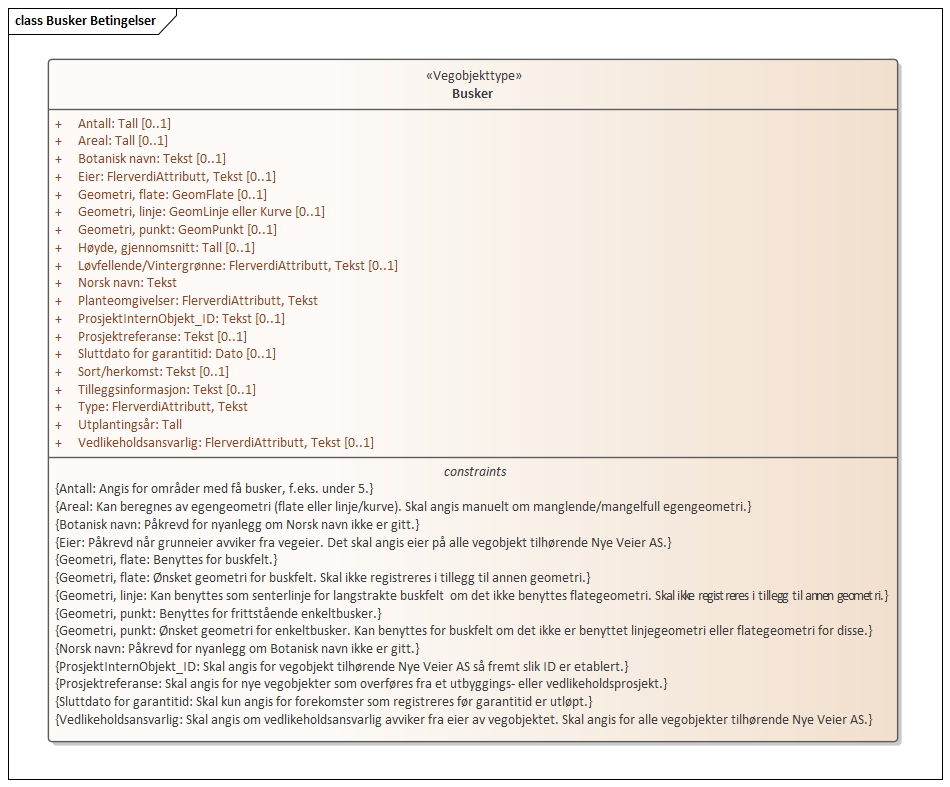 class Busker Betingelser
«Vegobjekttype»
Busker
+ Antall: Tall [0..1]
+ Areal: Tall [0..1]
+ Botanisk navn: Tekst [0..1]
+ Eier: FlerverdiAttributt, Tekst [0..1]
+ Geometri, flate: GeomFlate [0..1]
+ Geometri, linje: GeomLinje eller Kurve [0..1]
+ Geometri, punkt: GeomPunkt [0..1]
+ Høyde, gjennomsnitt: Tall [0..1]
+ Løvfellende/Vintergrønne: FlerverdiAttributt, Tekst [0..1]
+ Norsk navn: Tekst
+ Planteomgivelser: FlerverdiAttributt, Tekst
+ ProsjektInternObjekt_ID: Tekst [0..1]
+ Prosjektreferanse: Tekst [0..1]
+ Sluttdato for garantitid: Dato [0..1]
+ Sort/herkomst: Tekst [0..1]
+ Tilleggsinformasjon: Tekst [0..1]
+ Type: FlerverdiAttributt, Tekst
+ Utplantingsår: Tall
+ Vedlikeholdsansvarlig: FlerverdiAttributt, Tekst [0..1]
constraints
{Antall: Angis for områder med få busker, f.eks. under 5.}
{Areal: Kan beregnes av egengeometri (flate eller linje/kurve). Skal angis manuelt om manglende/mangelfull egengeometri.}
{Botanisk navn: Påkrevd for nyanlegg om Norsk navn ikke er gitt.}
{Eier: Påkrevd når grunneier avviker fra vegeier. Det skal angis eier på alle vegobjekt tilhørende Nye Veier AS.}
{Geometri, flate: Benyttes for buskfelt.}
{Geometri, flate: Ønsket geometri for buskfelt. Skal ikke registreres i tillegg til annen geometri.}
{Geometri, linje: Kan benyttes som senterlinje for langstrakte buskfelt om det ikke benyttes flategeometri. Skal ikke registreres i tillegg til annen geometri.}
{Geometri, punkt: Benyttes for frittstående enkeltbusker.}
{Geometri, punkt: Ønsket geometri for enkeltbusker. Kan benyttes for buskfelt om det ikke er benyttet linjegeometri eller flategeometri for disse.}
{Norsk navn: Påkrevd for nyanlegg om Botanisk navn ikke er gitt.}
{ProsjektInternObjekt_ID: Skal angis for vegobjekt tilhørende Nye Veier AS så fremt slik ID er etablert.}
{Prosjektreferanse: Skal angis for nye vegobjekter som overføres fra et utbyggings- eller vedlikeholdsprosjekt.}
{Sluttdato for garantitid: Skal kun angis for forekomster som registreres før garantitid er utløpt.}
{Vedlikeholdsansvarlig: Skal angis om vedlikeholdsansvarlig avviker fra eier av vegobjektet. Skal angis for alle vegobjekter tilhørende Nye Veier AS.}